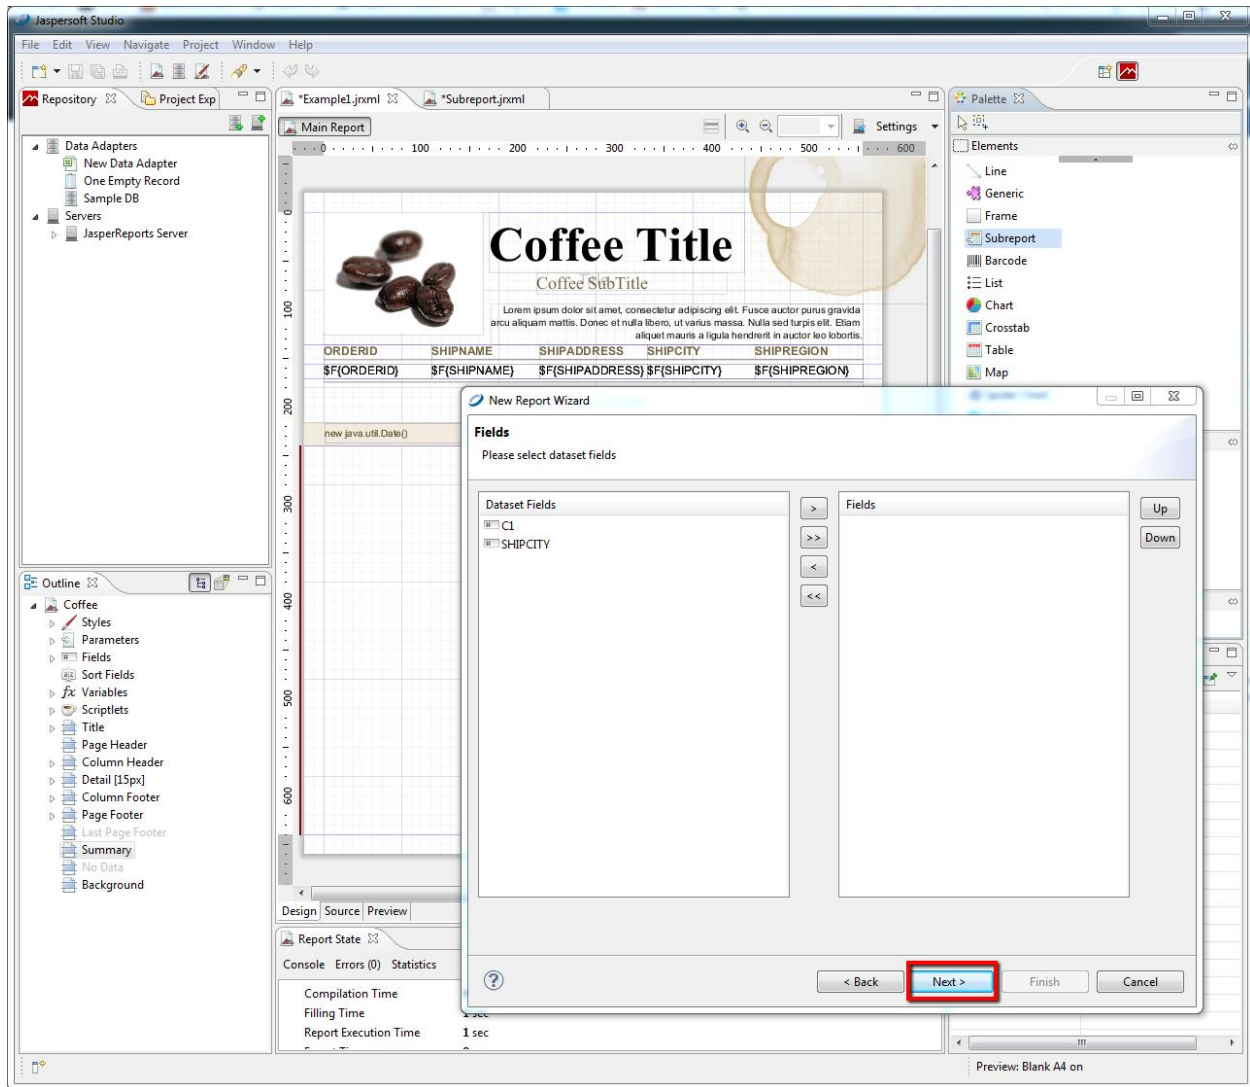 Jaspersoft Studio
File Edit View Navigate Project Window Help
Repository Project Exp
Data Adapters
New Data Adapter
One Empty Record
Sample DB
Servers
JasperReports Server
*Example1.jrxml *Subreport.jrxml
Main Report
Settings
0 100 200 300 400 500 600
0
100
200
300
400
500
600
Coffee Title
Coffee SubTitle
Lorem ipsum dolor sit amet, consectetur adipiscing elit. Fusce auctor purus gravida
arcu aliquam mattis. Donec et nulla libero, ut varius massa. Nulla sed turpis elit. Etiam
aliquet mauris a ligula hendrerit in auctor leo lobortis.
ORDERID SHIPNAME SHIPADDRESS SHIPCITY SHIPREGION
$F{ORDERID} $F{SHIPNAME} $F{SHIPADDRESS} $F{SHIPCITY} $F{SHIPREGION}
new java.util.Date()
Palette
Elements
Line
Generic
Frame
Subreport
Barcode
List
Chart
Crosstab
Table
Map
New Report Wizard
Fields
Please select dataset fields
Dataset Fields
C1
SHIPCITY
>
>>
<
<<
Fields
Up
Down
< Back Next > Finish Cancel
Outline
Coffee
Styles
Parameters
Fields
Sort Fields
fx Variables
Scriptlets
Title
Page Header
Column Header
Detail [15px]
Column Footer
Page Footer
Last Page Footer
Summary
No Data
Background
Design Source Preview
Report State
Console Errors (0) Statistics
Compilation Time
Filling Time
Report Execution Time 1 sec
Preview: Blank A4 on